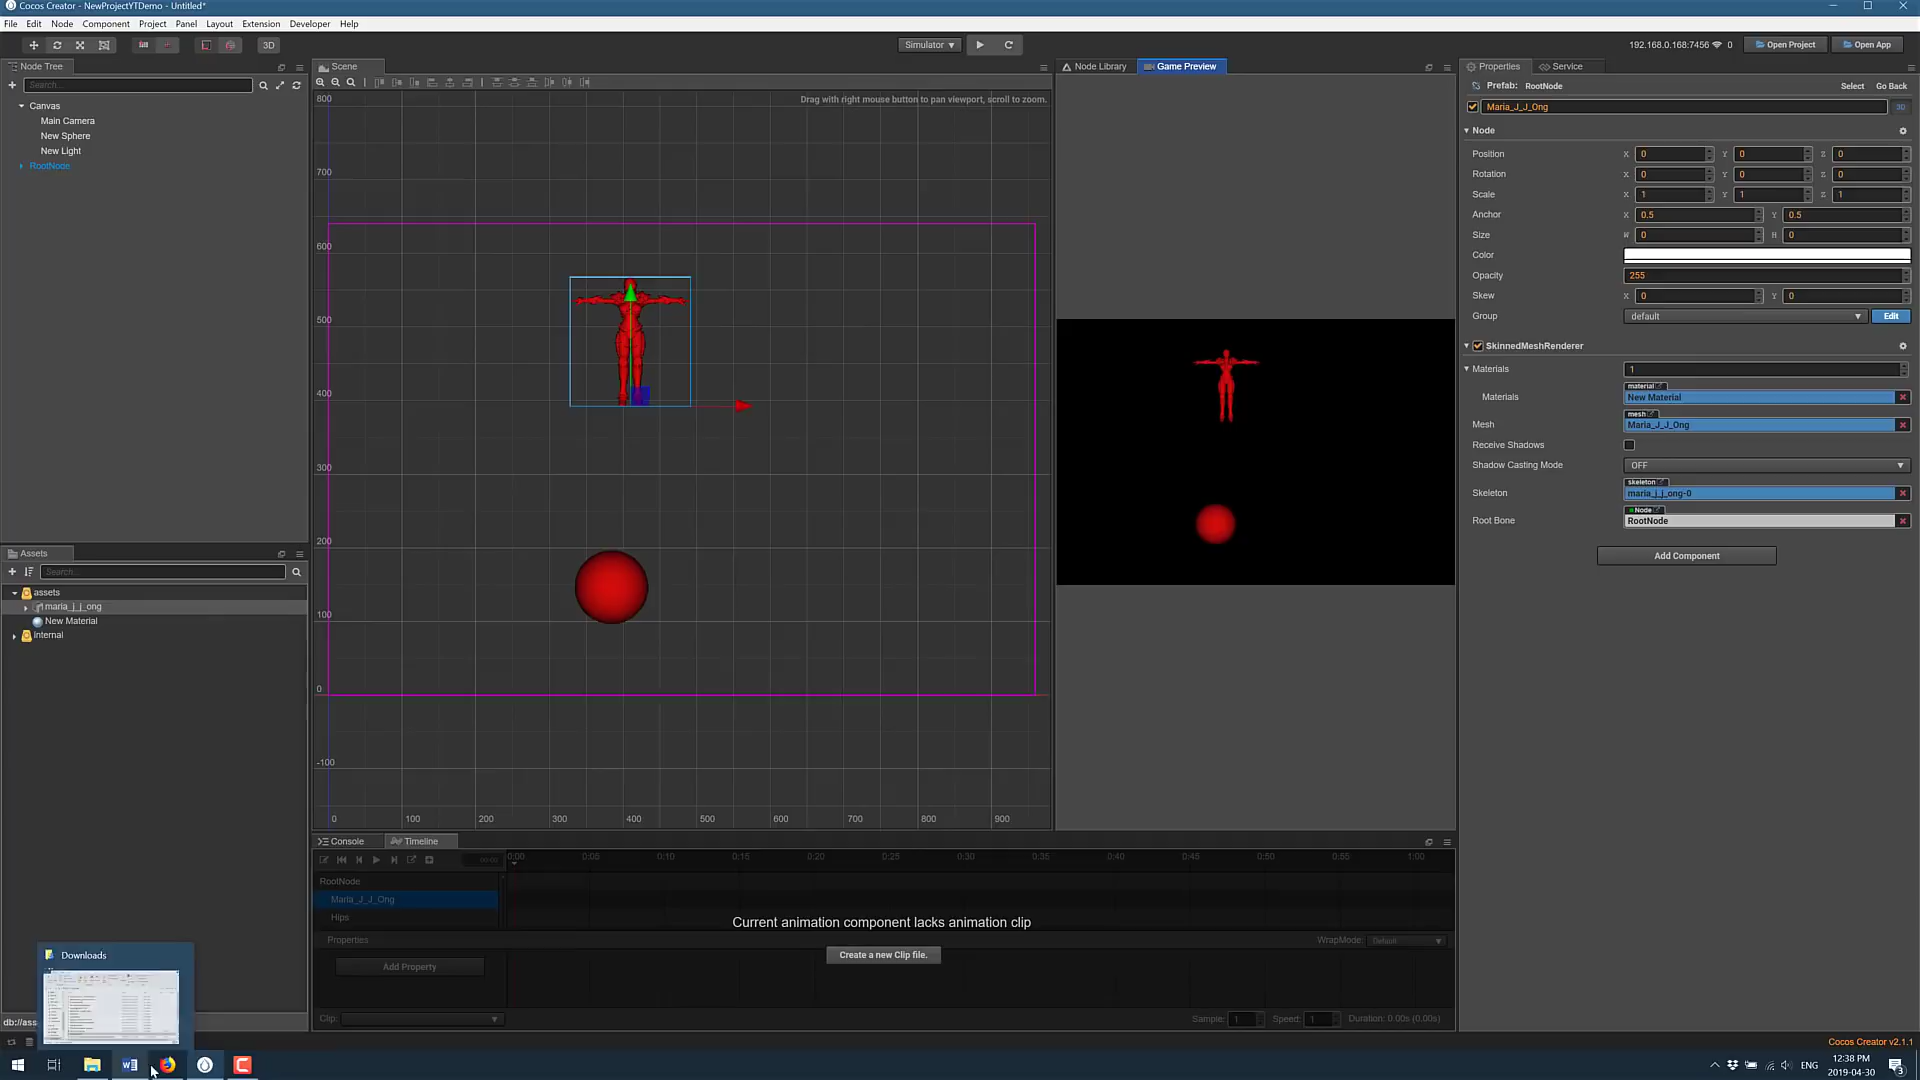 Cocos Creator - NewProjectYTDemo - Untitled*
File Edit Node Component Project Panel Layout Extension Developer Help
3D
Simulator
192.168.0.168:7456 0 Open Project Open App
Node Tree
Search...
Canvas
Main Camera
New Sphere
New Light
RootNode
Scene
Drag with right mouse button to pan viewport, scroll to zoom.
800
700
600
500
400
300
200
100
0
-100
0 100 200 300 400 500 600 700 800 900
Node Library Game Preview
Properties Service
Prefab: RootNode Select Go Back
Maria_J_J_Ong 3D
Node
Position X 0 Y 0 Z 0
Rotation X 0 Y 0 Z 0
Scale X 1 Y 1 Z 1
Anchor X 0.5 Y 0.5
Size W 0 H 0
Color
Opacity 255
Skew X 0 Y 0
Group default Edit
SkinnedMeshRenderer
Materials 1
material
Materials New Material
mesh
Mesh Maria_J_J_Ong
Receive Shadows
Shadow Casting Mode OFF
skeleton
Skeleton maria_j_j_ong-0
Node
Root Bone RootNode
Add Component
Assets
Search...
assets
maria_j_j_ong
New Material
Internal
Console Timeline
00:00 0:00 0:05 0:10 0:15 0:20 0:25 0:30 0:35 0:40 0:45 0:50 0:55 1:00
RootNode
Maria_J_J_Ong
Hips
Current animation component lacks animation clip
Properties WrapMode: Default
Create a new Clip file.
Add Property
Clip: Sample: 1 Speed: 1 Duration: 0.00s (0.00s)
Downloads
db://ass
Cocos Creator v2.1.1
ENG
12:38 PM
2019-04-30
3